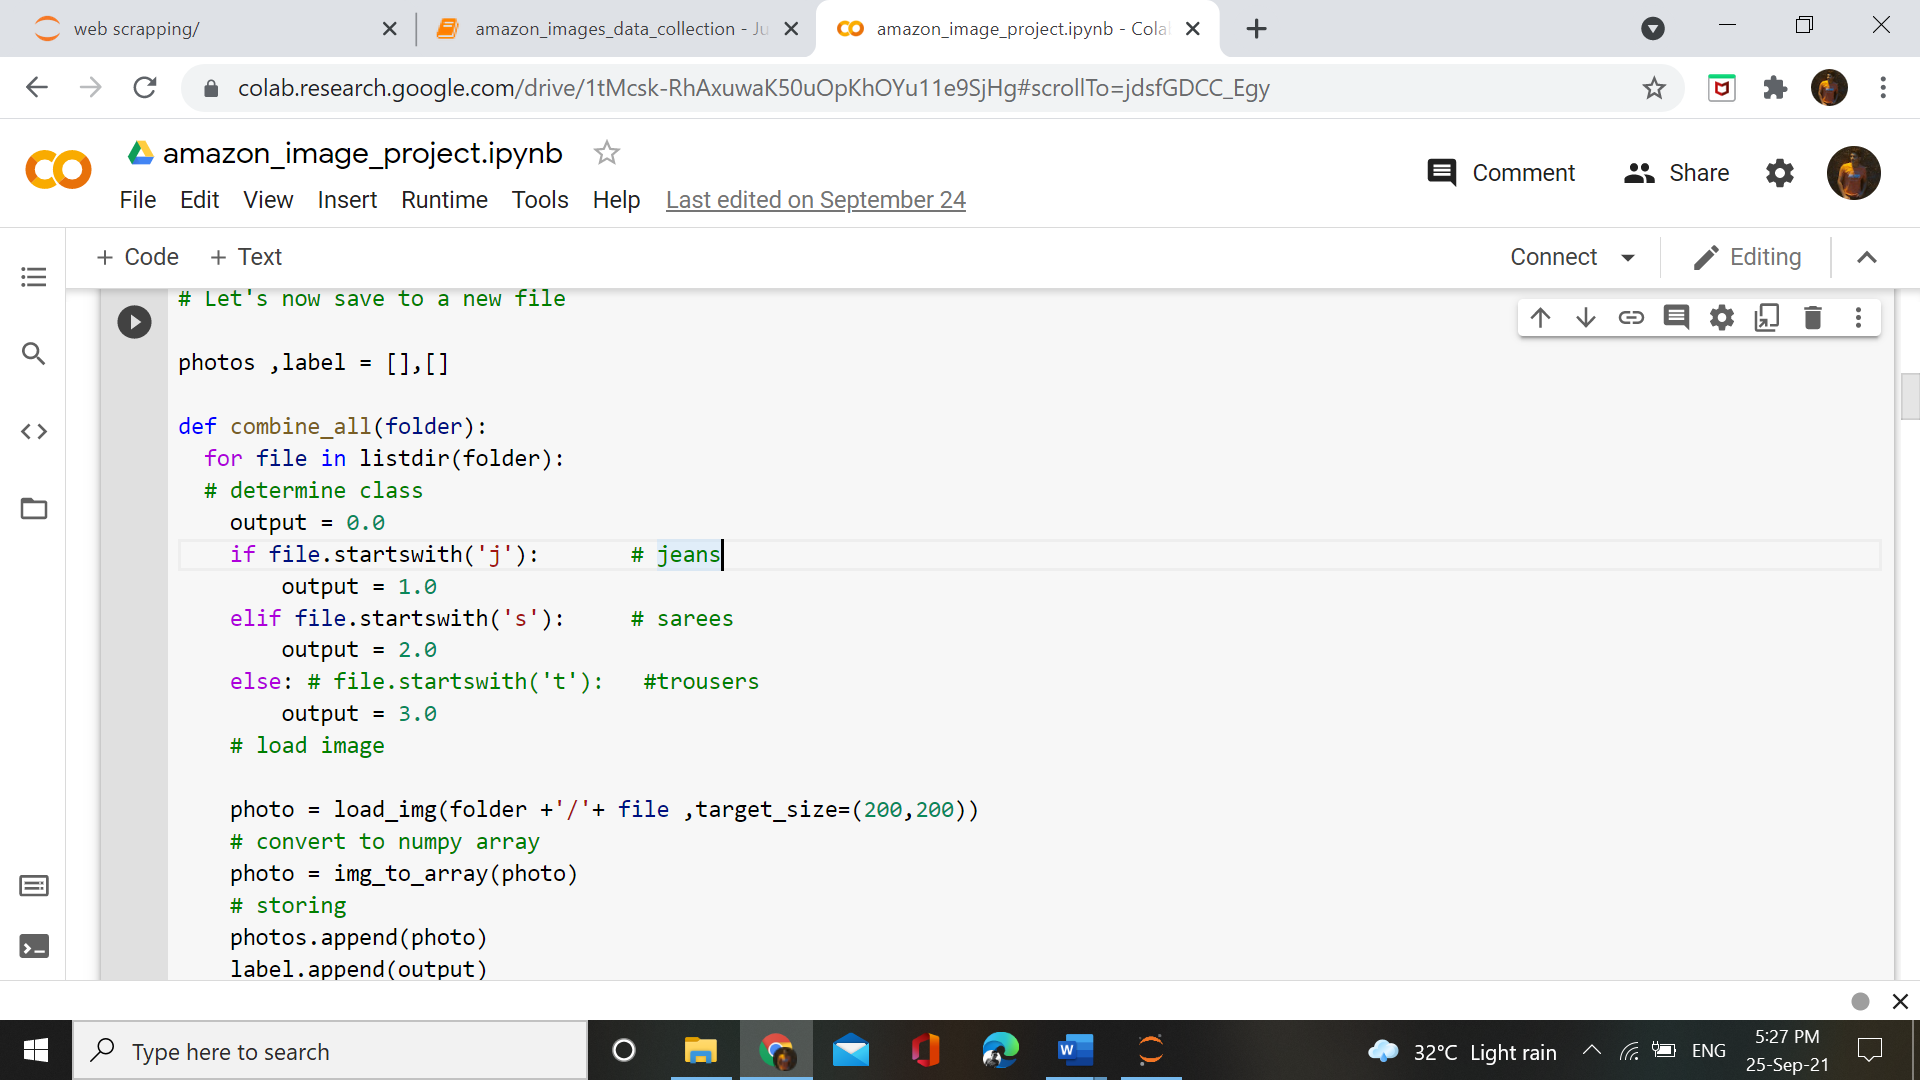 web scrapping/
amazon_images_data_collection - Ju
amazon_image_project.ipynb - Cola
colab.research.google.com/drive/1tMcsk-RhAxuwaK50uOpKhOYu11e9SjHg#scrollTo=jdsfGDCC_Egy
amazon_image_project.ipynb
Comment
Share
File Edit View Insert Runtime Tools Help Last edited on September 24
+ Code + Text
Connect
Editing
# Let's now save to a new file
photos ,label = [],[]
def combine_all(folder):
for file in listdir(folder):
# determine class
output = 0.0
if file.startswith('j'): # jeans
output = 1.0
elif file.startswith('s'): # sarees
output = 2.0
else: # file.startswith('t'): #trousers
output = 3.0
# load image
photo = load_img(folder +'/'+ file ,target_size=(200,200))
# convert to numpy array
photo = img_to_array(photo)
# storing
photos.append(photo)
label.append(output)
Type here to search
32°C Light rain
ENG
5:27 PM
25-Sep-21